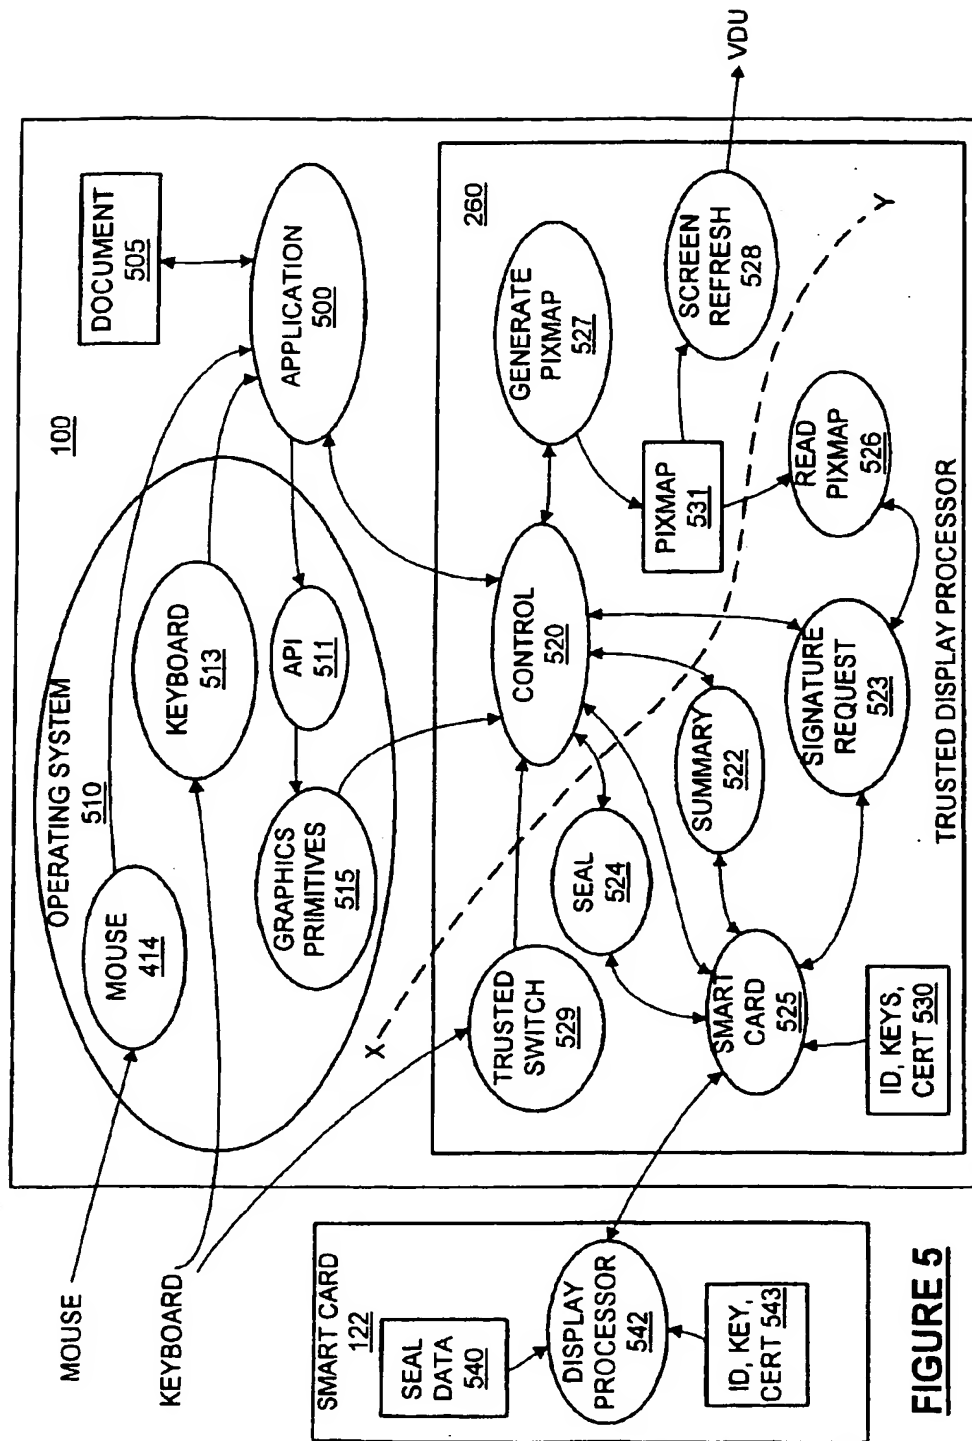 100
OPERATING SYSTEM
510
MOUSE
414
KEYBOARD
513
API
511
GRAPHICS
PRIMITIVES
515
DOCUMENT
505
APPLICATION
500
MOUSE
KEYBOARD
260
TRUSTED
SWITCH
529
CONTROL
520
GENERATE
PIXMAP
527
PIXMAP
531
SCREEN
REFRESH
528
VDU
X
Y
SEAL
524
SUMMARY
522
SIGNATURE
REQUEST
523
READ
PIXMAP
526
SMART
CARD
525
ID, KEYS,
CERT 530
TRUSTED DISPLAY PROCESSOR
SMART CARD
122
SEAL
DATA
540
DISPLAY
PROCESSOR
542
ID, KEY,
CERT 543
FIGURE 5